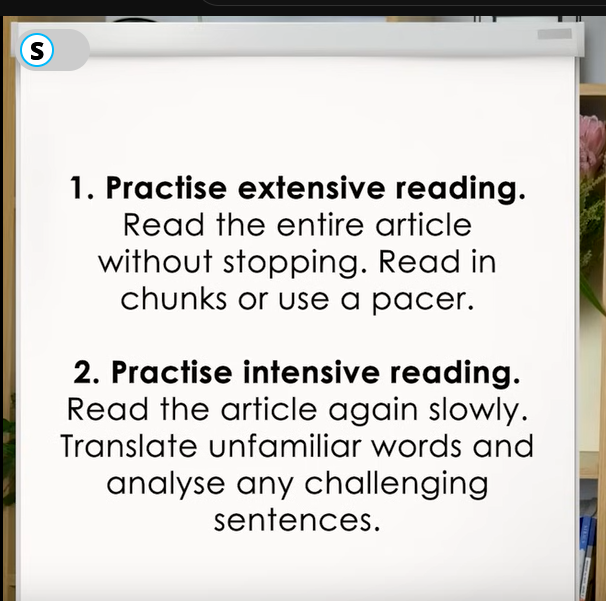 S
1. Practise extensive reading.
Read the entire article
without stopping. Read in
chunks or use a pacer.
2. Practise intensive reading.
Read the article again slowly.
Translate unfamiliar words and
analyse any challenging
sentences.